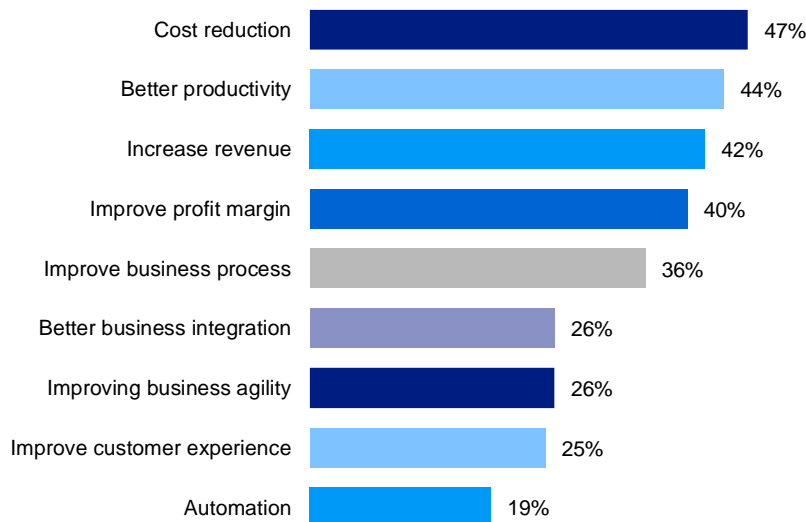 Cost reduction 47%
Better productivity 44%
Increase revenue 42%
Improve profit margin 40%
Improve business process 36%
Better business integration 26%
Improving business agility 26%
Improve customer experience 25%
Automation 19%